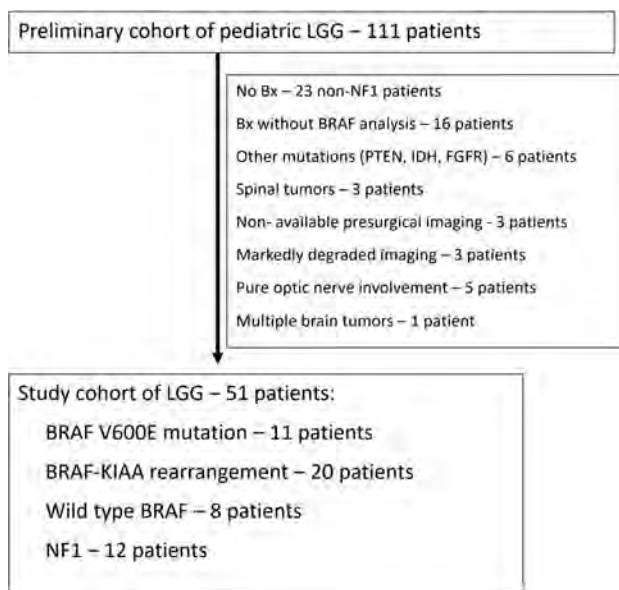 Preliminary cohort of pediatric LGG – 111 patients
No Bx – 23 non-NF1 patients
Bx without BRAF analysis – 16 patients
Other mutations (PTEN, IDH, FGFR) – 6 patients
Spinal tumors – 3 patients
Non- available presurgical imaging - 3 patients
Markedly degraded imaging – 3 patients
Pure optic nerve involvement – 5 patients
Multiple brain tumors – 1 patient
Study cohort of LGG – 51 patients:
BRAF V600E mutation – 11 patients
BRAF-KIAA rearrangement – 20 patients
Wild type BRAF – 8 patients
NF1 – 12 patients